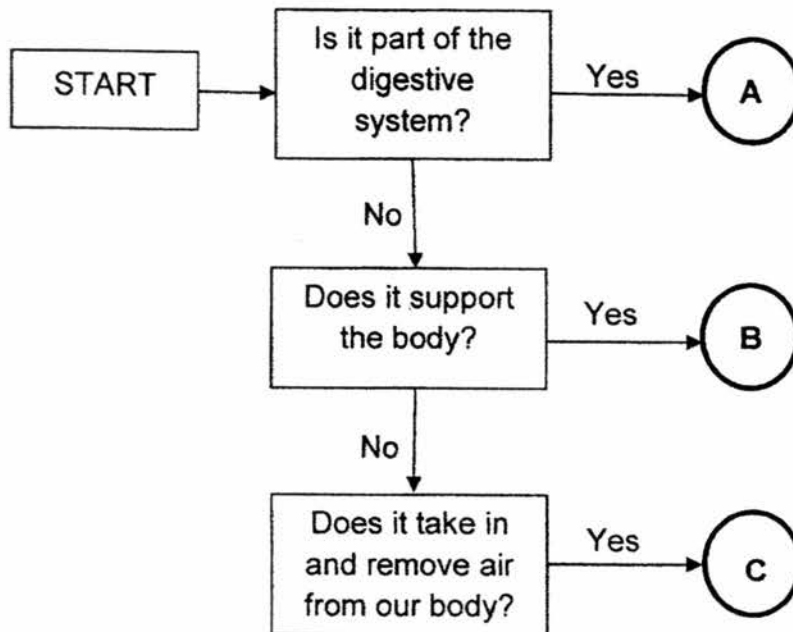 START
Is it part of the
digestive
system?
Yes
A
No
Does it support
the body?
Yes
B
No
Does it take in
and remove air
from our body?
Yes
C